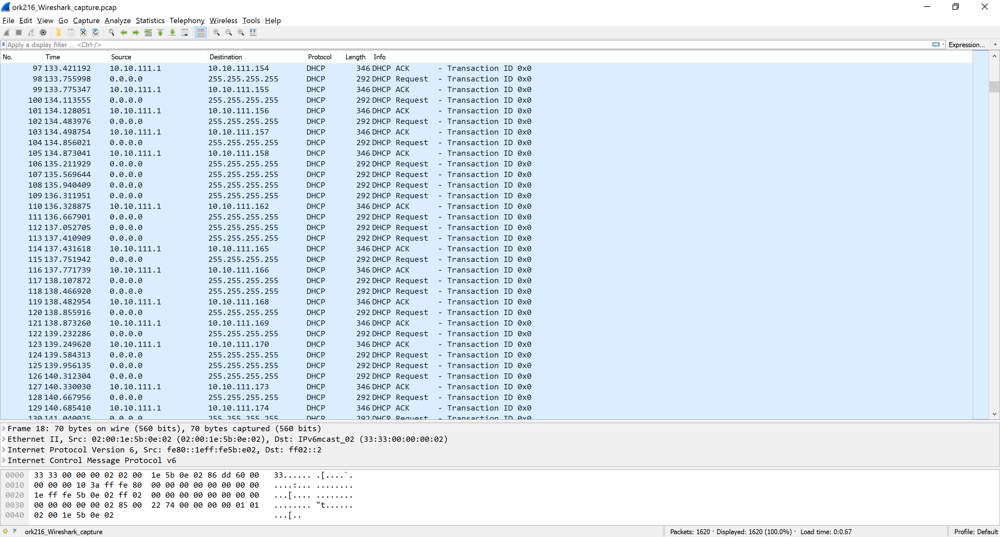 ork216_Wireshark_capture.pcap
File Edit View Go Capture Analyze Statistics Telephony Wireless Tools Help
Apply a display filter ... <Ctrl-/> Expression... +
No. Time Source Destination Protocol Length Info
97 133.421192 10.10.111.1 10.10.111.154 DHCP 346 DHCP ACK - Transaction ID 0x0
98 133.755998 0.0.0.0 255.255.255.255 DHCP 292 DHCP Request - Transaction ID 0x0
99 133.775347 10.10.111.1 10.10.111.155 DHCP 346 DHCP ACK - Transaction ID 0x0
100 134.113555 0.0.0.0 255.255.255.255 DHCP 292 DHCP Request - Transaction ID 0x0
101 134.128051 10.10.111.1 10.10.111.156 DHCP 346 DHCP ACK - Transaction ID 0x0
102 134.483976 0.0.0.0 255.255.255.255 DHCP 292 DHCP Request - Transaction ID 0x0
103 134.498754 10.10.111.1 10.10.111.157 DHCP 346 DHCP ACK - Transaction ID 0x0
104 134.856021 0.0.0.0 255.255.255.255 DHCP 292 DHCP Request - Transaction ID 0x0
105 134.873041 10.10.111.1 10.10.111.158 DHCP 346 DHCP ACK - Transaction ID 0x0
106 135.211929 0.0.0.0 255.255.255.255 DHCP 292 DHCP Request - Transaction ID 0x0
107 135.569644 0.0.0.0 255.255.255.255 DHCP 292 DHCP Request - Transaction ID 0x0
108 135.940409 0.0.0.0 255.255.255.255 DHCP 292 DHCP Request - Transaction ID 0x0
109 136.311951 0.0.0.0 255.255.255.255 DHCP 292 DHCP Request - Transaction ID 0x0
110 136.328875 10.10.111.1 10.10.111.162 DHCP 346 DHCP ACK - Transaction ID 0x0
111 136.667901 0.0.0.0 255.255.255.255 DHCP 292 DHCP Request - Transaction ID 0x0
112 137.052705 0.0.0.0 255.255.255.255 DHCP 292 DHCP Request - Transaction ID 0x0
113 137.410909 0.0.0.0 255.255.255.255 DHCP 292 DHCP Request - Transaction ID 0x0
114 137.431618 10.10.111.1 10.10.111.165 DHCP 346 DHCP ACK - Transaction ID 0x0
115 137.751942 0.0.0.0 255.255.255.255 DHCP 292 DHCP Request - Transaction ID 0x0
116 137.771739 10.10.111.1 10.10.111.166 DHCP 346 DHCP ACK - Transaction ID 0x0
117 138.107872 0.0.0.0 255.255.255.255 DHCP 292 DHCP Request - Transaction ID 0x0
118 138.466920 0.0.0.0 255.255.255.255 DHCP 292 DHCP Request - Transaction ID 0x0
119 138.482954 10.10.111.1 10.10.111.168 DHCP 346 DHCP ACK - Transaction ID 0x0
120 138.855916 0.0.0.0 255.255.255.255 DHCP 292 DHCP Request - Transaction ID 0x0
121 138.873260 10.10.111.1 10.10.111.169 DHCP 346 DHCP ACK - Transaction ID 0x0
122 139.232286 0.0.0.0 255.255.255.255 DHCP 292 DHCP Request - Transaction ID 0x0
123 139.249620 10.10.111.1 10.10.111.170 DHCP 346 DHCP ACK - Transaction ID 0x0
124 139.584313 0.0.0.0 255.255.255.255 DHCP 292 DHCP Request - Transaction ID 0x0
125 139.956135 0.0.0.0 255.255.255.255 DHCP 292 DHCP Request - Transaction ID 0x0
126 140.312304 0.0.0.0 255.255.255.255 DHCP 292 DHCP Request - Transaction ID 0x0
127 140.330030 10.10.111.1 10.10.111.173 DHCP 346 DHCP ACK - Transaction ID 0x0
128 140.667956 0.0.0.0 255.255.255.255 DHCP 292 DHCP Request - Transaction ID 0x0
129 140.685410 10.10.111.1 10.10.111.174 DHCP 346 DHCP ACK - Transaction ID 0x0
130 141.040025 0.0.0.0 255.255.255.255 DHCP 292 DHCP Request - Transaction ID 0x0
Frame 18: 70 bytes on wire (560 bits), 70 bytes captured (560 bits)
Ethernet II, Src: 02:00:1e:5b:0e:02 (02:00:1e:5b:0e:02), Dst: IPv6mcast_02 (33:33:00:00:00:02)
Internet Protocol Version 6, Src: fe80::1eff:fe5b:e02, Dst: ff02::2
Internet Control Message Protocol v6
0000 33 33 00 00 00 02 02 00 1e 5b 0e 02 86 dd 60 00 33...... .[....`.
0010 00 00 00 10 3a ff fe 80 00 00 00 00 00 00 00 00 ....:... ........
0020 1e ff fe 5b 0e 02 ff 02 00 00 00 00 00 00 00 00 ...[.... ........
0030 00 00 00 00 00 02 85 00 22 74 00 00 00 00 01 01 ........ "t......
0040 02 00 1e 5b 0e 02 ...[..
ork216_Wireshark_capture Packets: 1620 · Displayed: 1620 (100.0%) · Load time: 0:0.67 Profile: Default